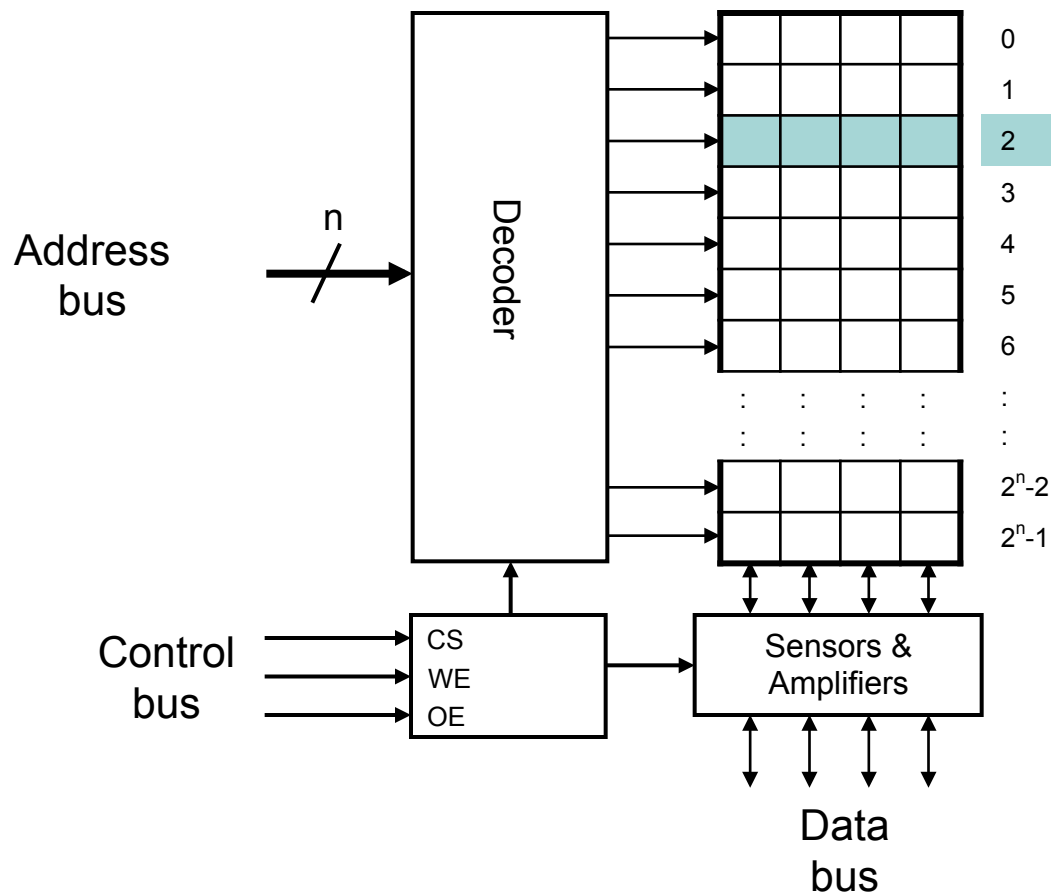 0
1
2
3
4
5
6
: : : : :
: : : : :
2ⁿ-2
2ⁿ-1
n
Address
bus
Decoder
Control
bus
CS
WE
OE
Sensors &
Amplifiers
Data
bus